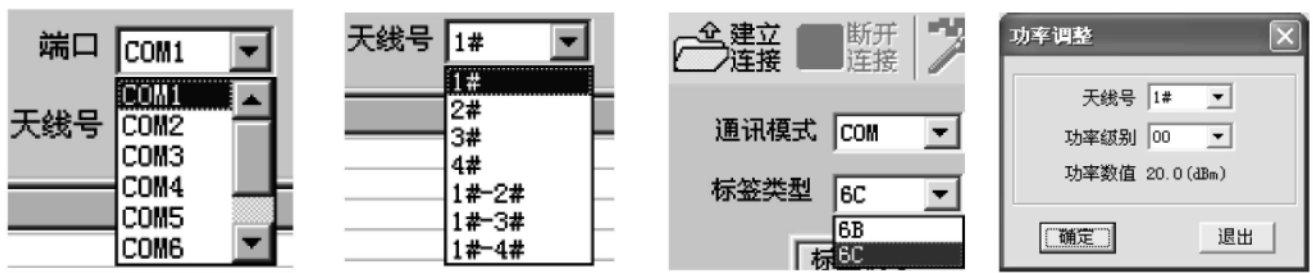 端口 COM1
COM1
天线号 COM2
COM3
COM4
COM5
COM6
天线号 1#
1#
2#
3#
4#
1#-2#
1#-3#
1#-4#
建立连接 断开连接
通讯模式 COM
标签类型 6C
6B
标
6C
功率调整
天线号 1#
功率级别 00
功率数值 20.0(dBm)
确定 退出